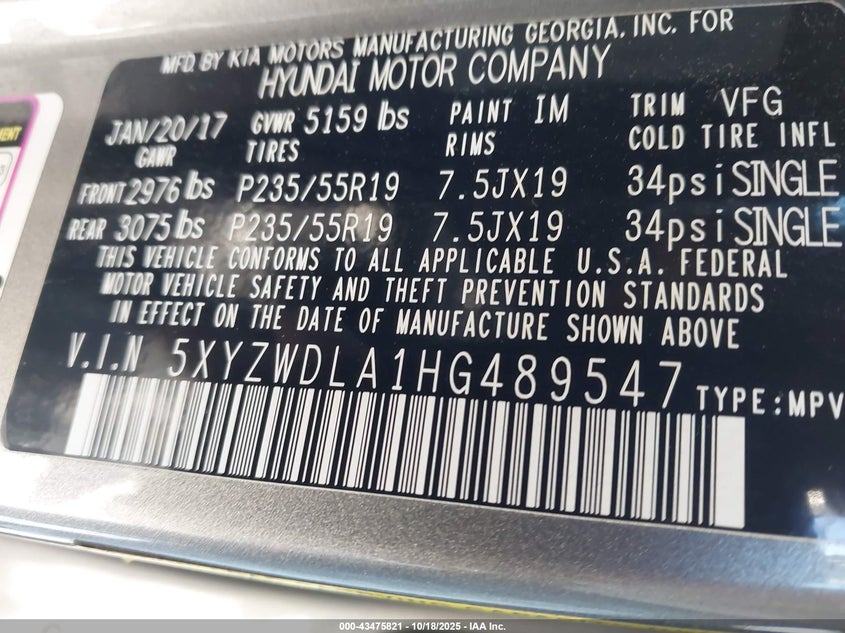 MFD. BY KIA MOTORS MANUFACTURING GEORGIA, INC. FOR
HYUNDAI MOTOR COMPANY
JAN/20/17 GVWR 5159 lbs PAINT IM TRIM VFG
GAWR TIRES RIMS COLD TIRE INFL
FRONT 2976 lbs P235/55R19 7.5JX19 34psi SINGLE
REAR 3075 lbs P235/55R19 7.5JX19 34psi SINGLE
THIS VEHICLE CONFORMS TO ALL APPLICABLE U.S.A. FEDERAL
MOTOR VEHICLE SAFETY AND THEFT PREVENTION STANDARDS
IN EFFECT ON THE DATE OF MANUFACTURE SHOWN ABOVE
V.I.N 5XYZWDLA1HG489547 TYPE:MPV
000-43475821 - 10/18/2025 - IAA Inc.